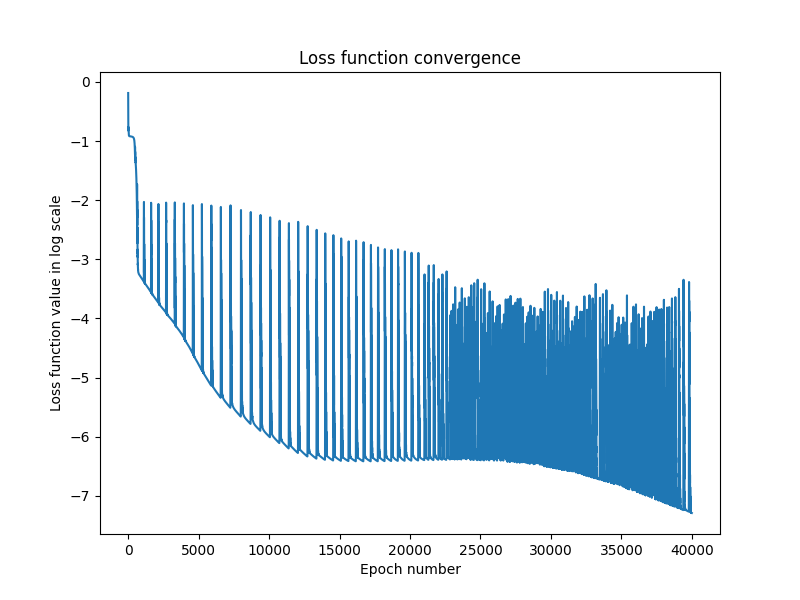 Loss function convergence
Loss function value in log scale
0
−1
−2
−3
−4
−5
−6
−7
0 5000 10000 15000 20000 25000 30000 35000 40000
Epoch number